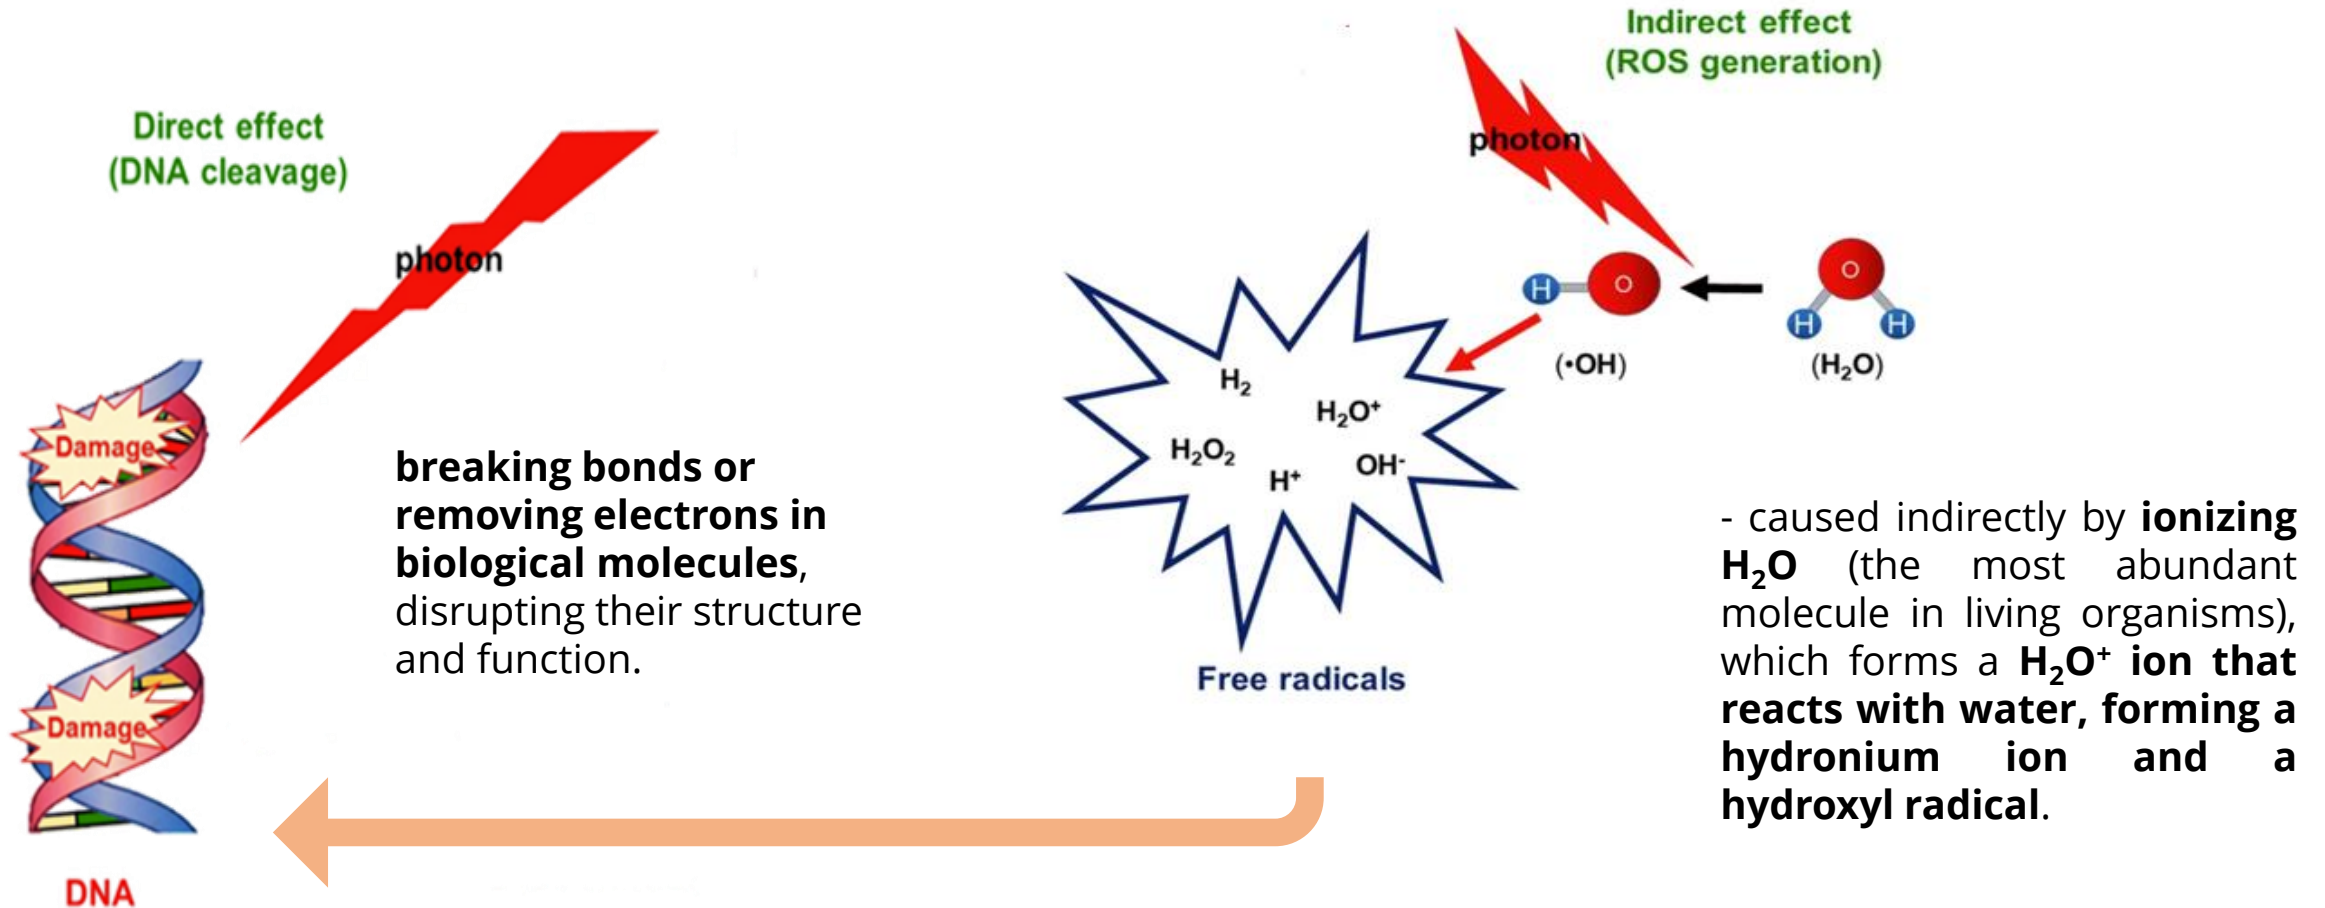 Direct effect
(DNA cleavage)
photon
Damage
Damage
DNA
breaking bonds or
removing electrons in
biological molecules,
disrupting their structure
and function.
Indirect effect
(ROS generation)
photon
H O
(•OH)
O
H H
(H₂O)
H₂
H₂O⁺
H₂O₂
H⁺
OH⁻
Free radicals
- caused indirectly by ionizing
H₂O (the most abundant
molecule in living organisms),
which forms a H₂O⁺ ion that
reacts with water, forming a
hydronium ion and a
hydroxyl radical.